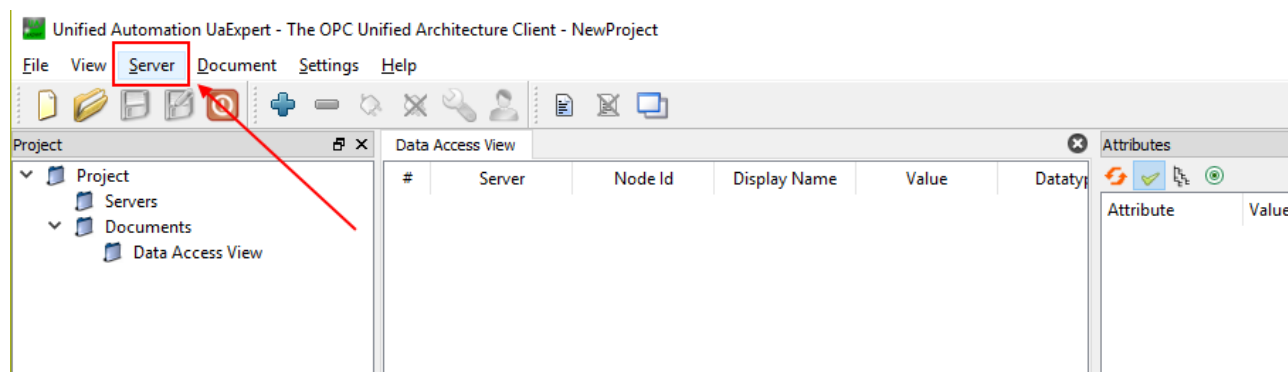 Unified Automation UaExpert - The OPC Unified Architecture Client - NewProject
File View Server Document Settings Help
Project
Data Access View
Attributes
# Server Node Id Display Name Value Datatyp
Attribute Value
Project
Servers
Documents
Data Access View